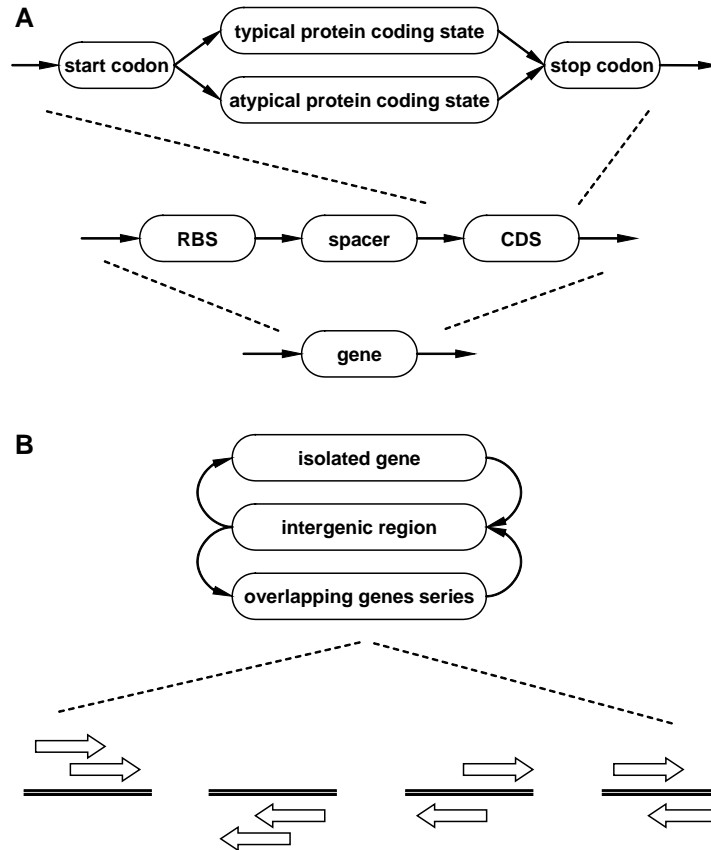 A
typical protein coding state
start codon
stop codon
atypical protein coding state
RBS
spacer
CDS
gene
B
isolated gene
intergenic region
overlapping genes series